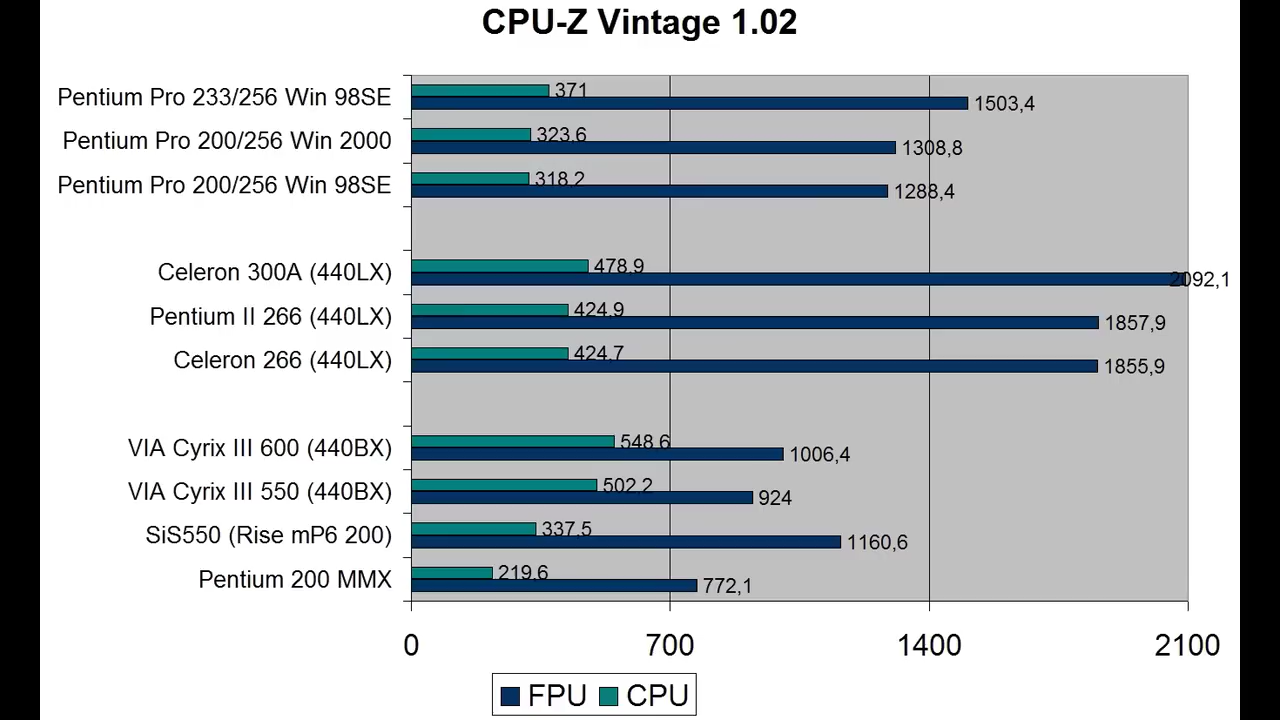 CPU-Z Vintage 1.02
Pentium Pro 233/256 Win 98SE 371 1503,4
Pentium Pro 200/256 Win 2000 323,6 1308,8
Pentium Pro 200/256 Win 98SE 318,2 1288,4
Celeron 300A (440LX) 478,9 2092,1
Pentium II 266 (440LX) 424,9 1857,9
Celeron 266 (440LX) 424,7 1855,9
VIA Cyrix III 600 (440BX) 548,6 1006,4
VIA Cyrix III 550 (440BX) 502,2 924
SiS550 (Rise mP6 200) 337,5 1160,6
Pentium 200 MMX 219,6 772,1
0 700 1400 2100
FPU CPU